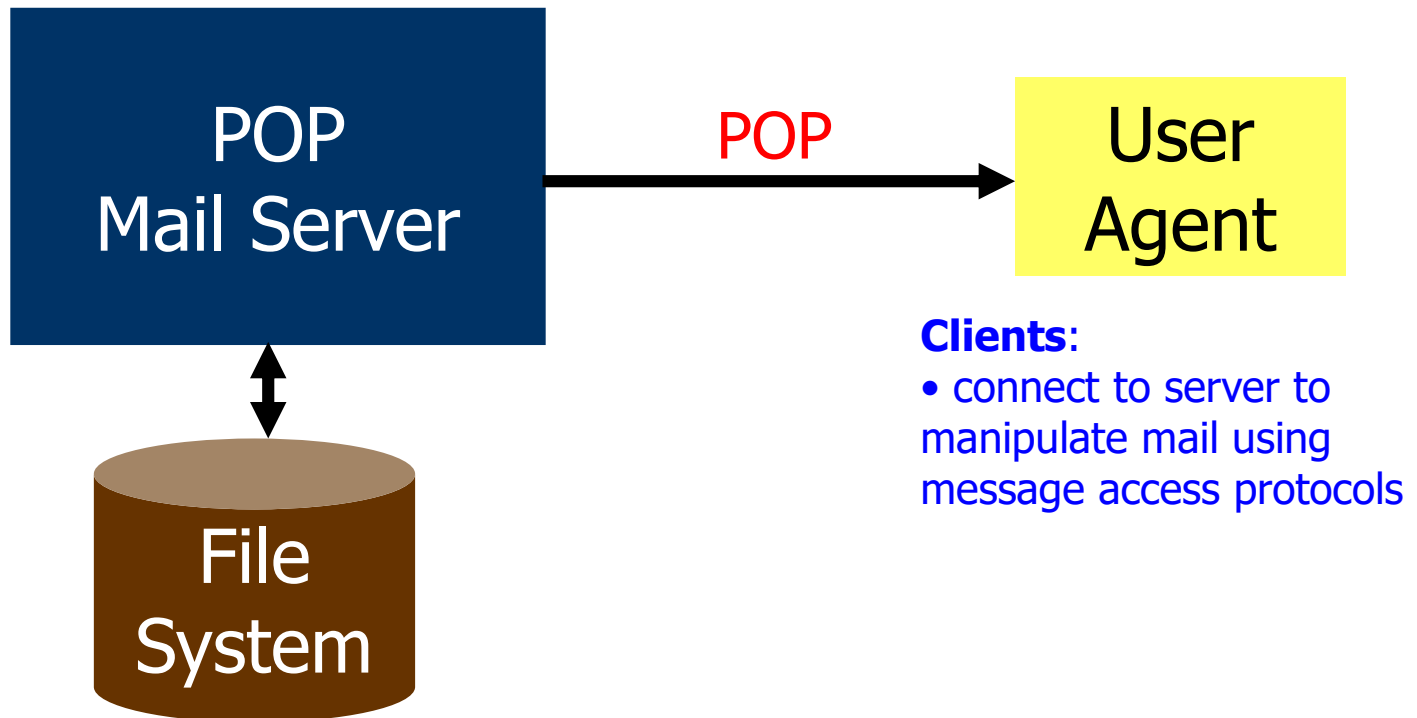 POP
Mail Server
POP
User
Agent
Clients:
• connect to server to
manipulate mail using
message access protocols
File
System